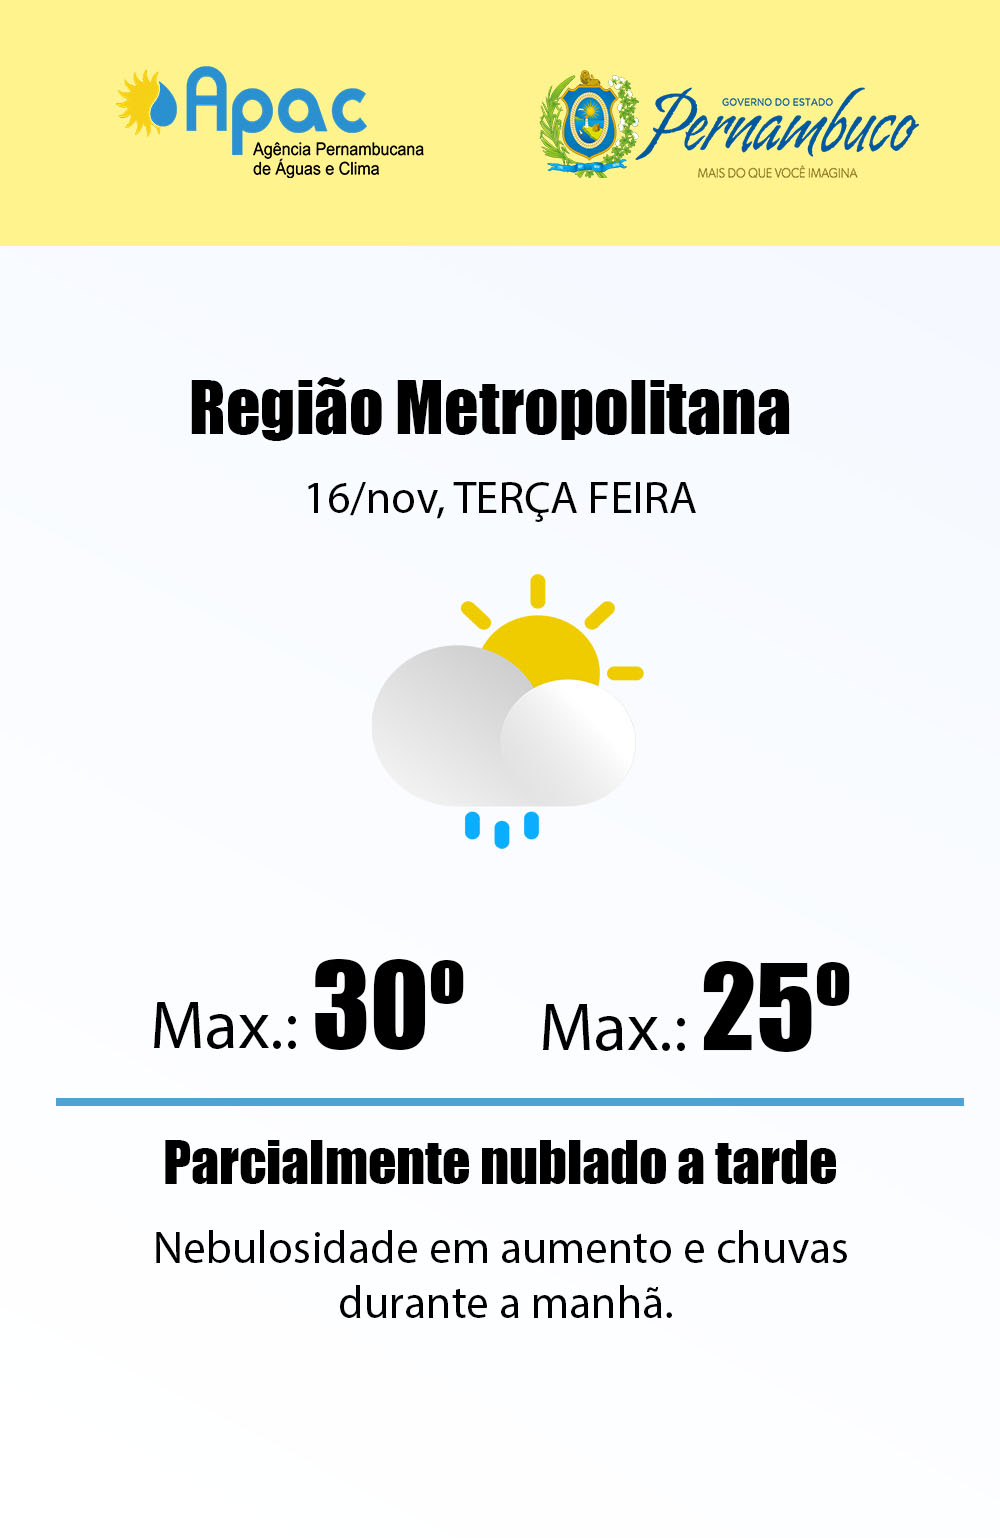 Apac
Agência Pernambucana
de Águas e Clima
GOVERNO DO ESTADO
Pernambuco
MAIS DO QUE VOCÊ IMAGINA
Região Metropolitana
16/nov, TERÇA FEIRA
Max.: 30º Max.: 25º
Parcialmente nublado a tarde
Nebulosidade em aumento e chuvas
durante a manhã.